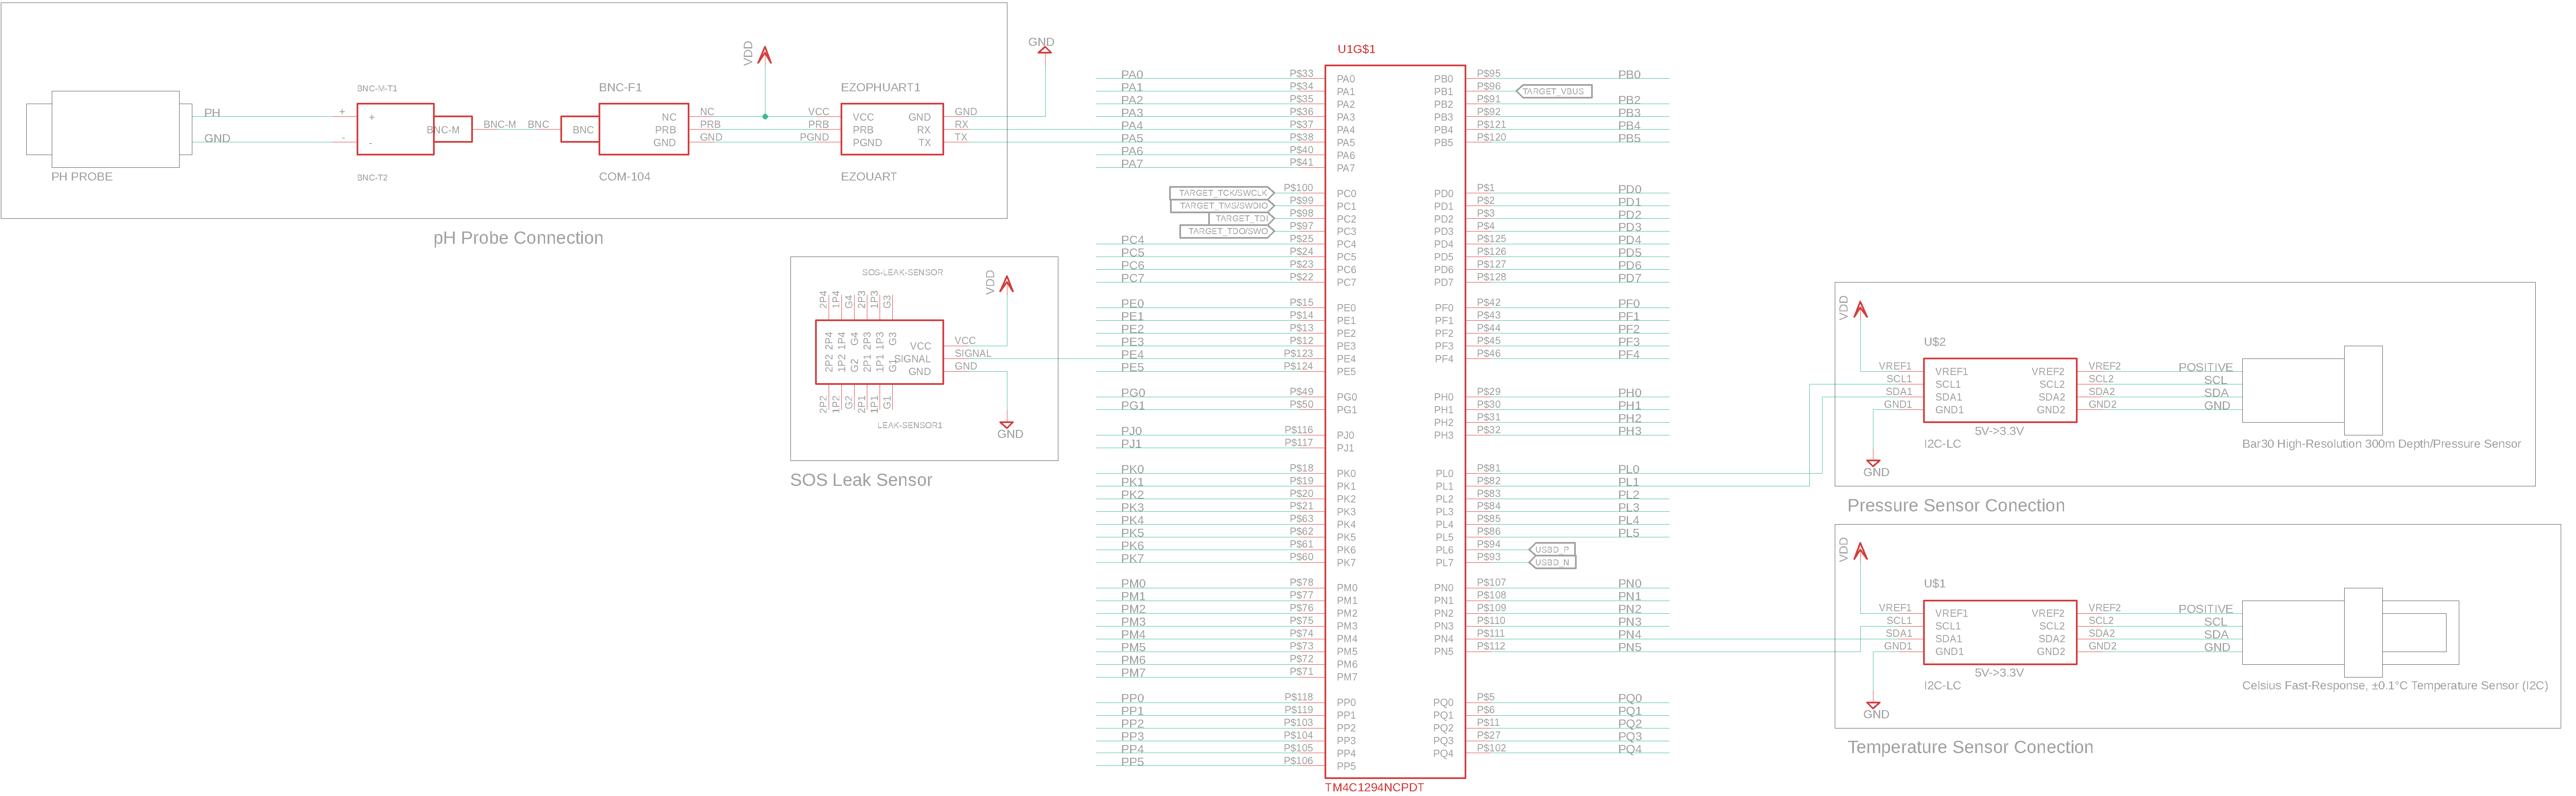 VDD
GND
PH
GND
PH PROBE
BNC-M-T1
+
-
+
-
BNC-M
BNC-T2
BNC-M
BNC
BNC-F1
BNC
NC
PRB
GND
COM-104
NC
PRB
GND
VCC
PRB
PGND
EZOPHUART1
VCC
PRB
PGND
GND
RX
TX
EZOUART
GND
RX
TX
pH Probe Connection
SOS-LEAK-SENSOR
VDD
2P4
1P4
G4
2P3
1P3
G3
2P4
1P4
G4
2P3
1P3
G3
2P2
1P2
G2
2P1
1P1
G1
VCC
SIGNAL
GND
VCC
SIGNAL
GND
2P2
1P2
G2
2P1
1P1
G1
LEAK-SENSOR1
GND
SOS Leak Sensor
U1G$1
PA0 P$33 PA0 PB0 P$95 PB0
PA1 P$34 PA1 PB1 P$96 TARGET_VBUS
PA2 P$35 PA2 PB2 P$91 PB2
PA3 P$36 PA3 PB3 P$92 PB3
PA4 P$37 PA4 PB4 P$121 PB4
PA5 P$38 PA5 PB5 P$120 PB5
PA6 P$40 PA6
PA7 P$41 PA7
TARGET_TCK/SWCLK P$100 PC0 PD0 P$1 PD0
TARGET_TMS/SWDIO P$99 PC1 PD1 P$2 PD1
TARGET_TDI P$98 PC2 PD2 P$3 PD2
TARGET_TDO/SWO P$97 PC3 PD3 P$4 PD3
PC4 P$25 PC4 PD4 P$125 PD4
PC5 P$24 PC5 PD5 P$126 PD5
PC6 P$23 PC6 PD6 P$127 PD6
PC7 P$22 PC7 PD7 P$128 PD7
PE0 P$15 PE0 PF0 P$42 PF0
PE1 P$14 PE1 PF1 P$43 PF1
PE2 P$13 PE2 PF2 P$44 PF2
PE3 P$12 PE3 PF3 P$45 PF3
PE4 P$123 PE4 PF4 P$46 PF4
PE5 P$124 PE5
PG0 P$49 PG0 PH0 P$29 PH0
PG1 P$50 PG1 PH1 P$30 PH1
PH2 P$31 PH2
PJ0 P$116 PJ0 PH3 P$32 PH3
PJ1 P$117 PJ1
PK0 P$18 PK0 PL0 P$81 PL0
PK1 P$19 PK1 PL1 P$82 PL1
PK2 P$20 PK2 PL2 P$83 PL2
PK3 P$21 PK3 PL3 P$84 PL3
PK4 P$63 PK4 PL4 P$85 PL4
PK5 P$62 PK5 PL5 P$86 PL5
PK6 P$61 PK6 PL6 P$94 USBD_P
PK7 P$60 PK7 PL7 P$93 USBD_N
PM0 P$78 PM0 PN0 P$107 PN0
PM1 P$77 PM1 PN1 P$108 PN1
PM2 P$76 PM2 PN2 P$109 PN2
PM3 P$75 PM3 PN3 P$110 PN3
PM4 P$74 PM4 PN4 P$111 PN4
PM5 P$73 PM5 PN5 P$112 PN5
PM6 P$72 PM6
PM7 P$71 PM7
PP0 P$118 PP0 PQ0 P$5 PQ0
PP1 P$119 PP1 PQ1 P$6 PQ1
PP2 P$103 PP2 PQ2 P$11 PQ2
PP3 P$104 PP3 PQ3 P$27 PQ3
PP4 P$105 PP4 PQ4 P$102 PQ4
PP5 P$106 PP5
TM4C1294NCPDT
VDD
U$2
VREF1 VREF1 VREF2 VREF2 POSITIVE
SCL1 SCL1 SCL2 SCL2 SCL
SDA1 SDA1 SDA2 SDA2 SDA
GND1 GND1 GND2 GND2 GND
5V->3.3V
I2C-LC
Bar30 High-Resolution 300m Depth/Pressure Sensor
GND
Pressure Sensor Conection
VDD
U$1
VREF1 VREF1 VREF2 VREF2 POSITIVE
SCL1 SCL1 SCL2 SCL2 SCL
SDA1 SDA1 SDA2 SDA2 SDA
GND1 GND1 GND2 GND2 GND
5V->3.3V
I2C-LC
Celsius Fast-Response, ±0.1°C Temperature Sensor (I2C)
GND
Temperature Sensor Conection